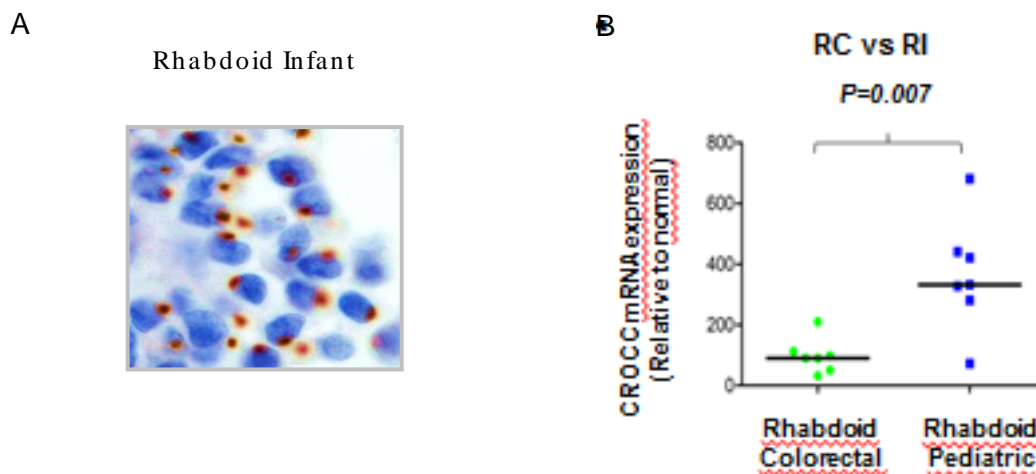 A
Rhabdoid Infant
B
RC vs RI
P=0.007
CROCC mRNA expression
(Relative to normal)
800
600
400
200
0
Rhabdoid
Colorectal
Rhabdoid
Pediatric